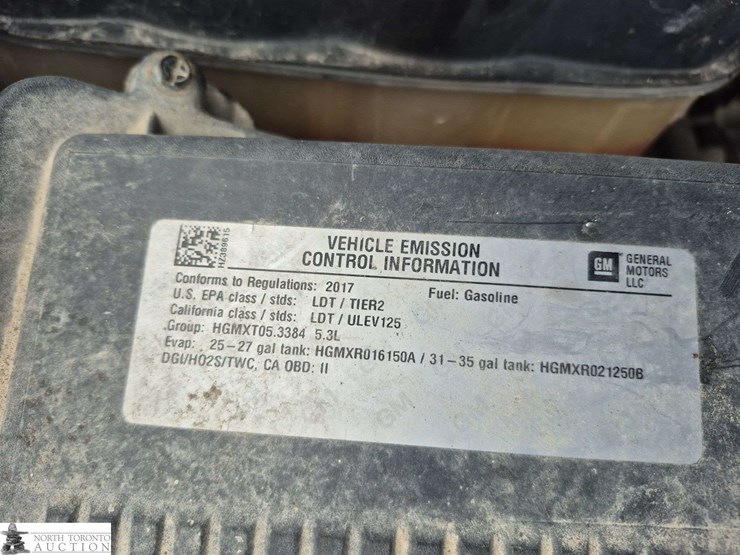 HZ389615
VEHICLE EMISSION
CONTROL INFORMATION
GM
GENERAL
MOTORS
LLC
Conforms to Regulations: 2017
Fuel: Gasoline
U.S. EPA class / stds: LDT / TIER2
California class / stds: LDT / ULEV125
Group: HGMXT05.3384 5.3L
Evap: 25-27 gal tank: HGMXR016150A / 31-35 gal tank: HGMXR021250B
DGI/HO2S/TWC, CA OBD: II
NORTH TORONTO
AUCTION